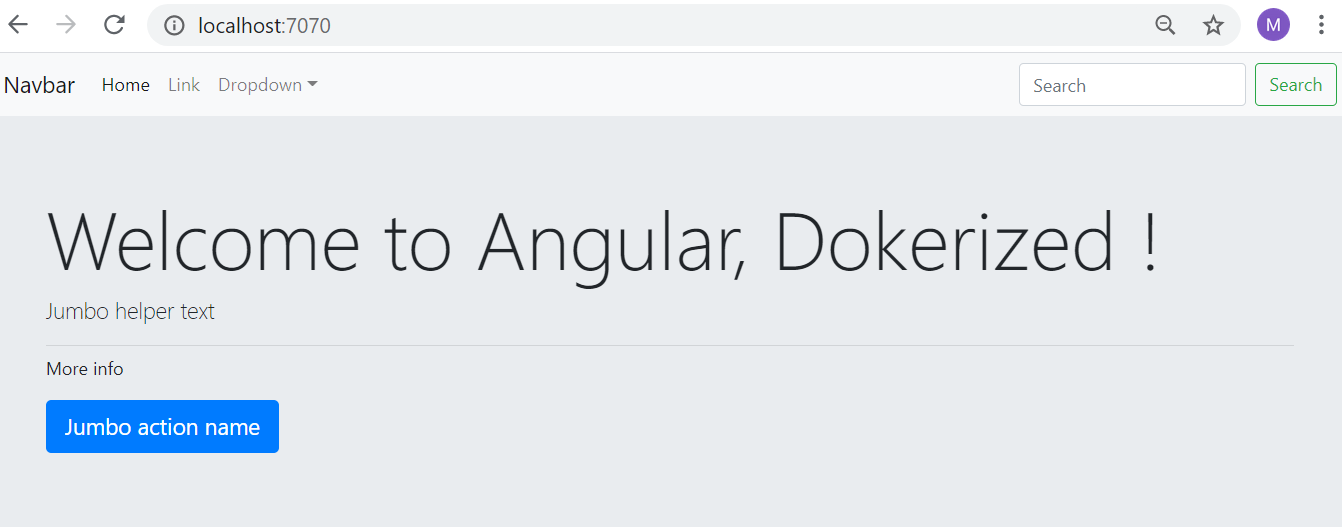 localhost:7070
M
Navbar Home Link Dropdown Search Search
Welcome to Angular, Dokerized !
Jumbo helper text
More info
Jumbo action name